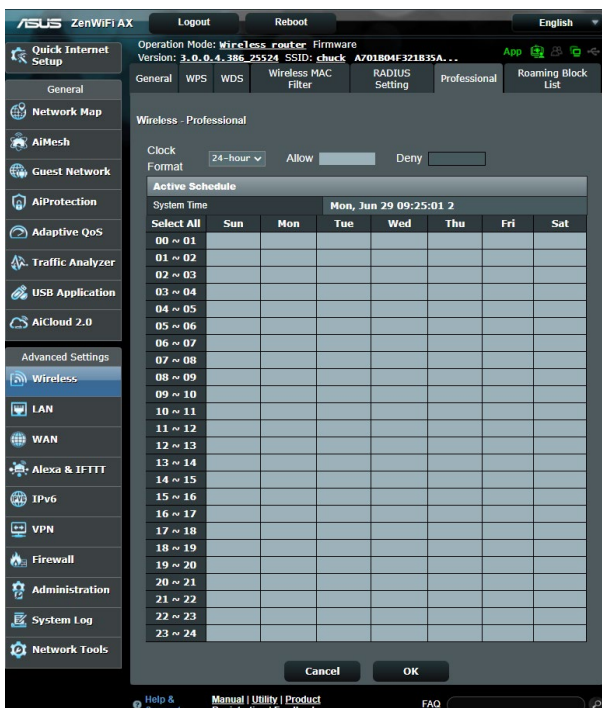 ASUS ZenWiFi AX Logout Reboot English
Quick Internet Setup
General
Network Map
AiMesh
Guest Network
AiProtection
Adaptive QoS
Traffic Analyzer
USB Application
AiCloud 2.0
Advanced Settings
Wireless
LAN
WAN
Alexa & IFTTT
IPv6
VPN
Firewall
Administration
System Log
Network Tools
Operation Mode: Wireless router Firmware
Version: 3.0.0.4.386_25524 SSID: chuck A701B04F321B35A...
App
General WPS WDS Wireless MAC Filter RADIUS Setting Professional Roaming Block List
Wireless - Professional
Clock Format 24-hour Allow Deny
Active Schedule
System Time Mon, Jun 29 09:25:01 2
Select All Sun Mon Tue Wed Thu Fri Sat
00 ~ 01
01 ~ 02
02 ~ 03
03 ~ 04
04 ~ 05
05 ~ 06
06 ~ 07
07 ~ 08
08 ~ 09
09 ~ 10
10 ~ 11
11 ~ 12
12 ~ 13
13 ~ 14
14 ~ 15
15 ~ 16
16 ~ 17
17 ~ 18
18 ~ 19
19 ~ 20
20 ~ 21
21 ~ 22
22 ~ 23
23 ~ 24
Cancel OK
Help & Manual | Utility | Product
FAQ